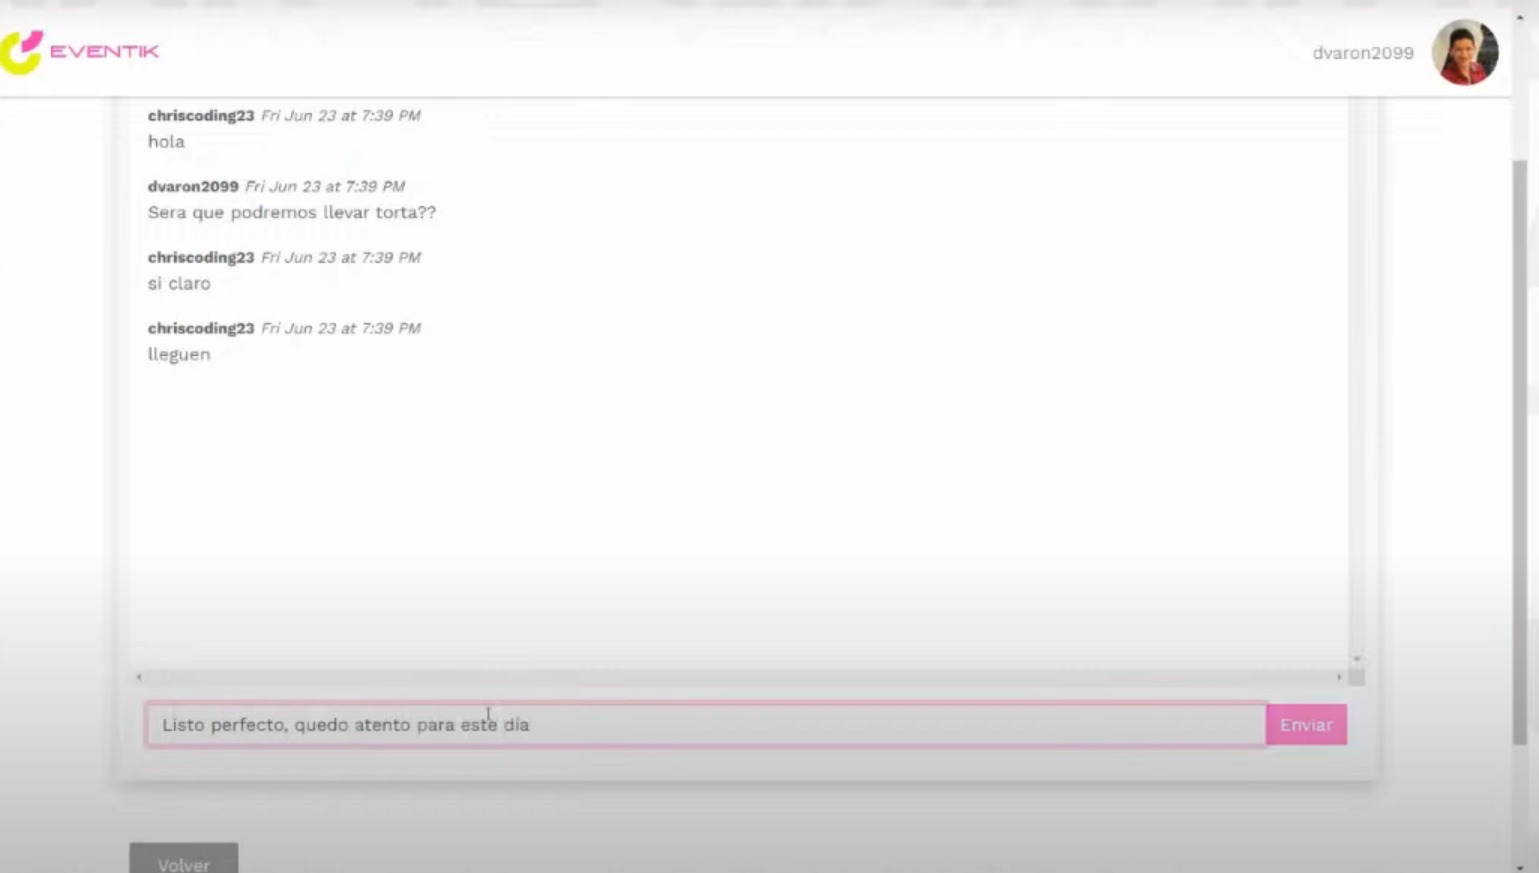 EVENTIK
dvaron2099
chriscoding23 Fri Jun 23 at 7:39 PM
hola
dvaron2099 Fri Jun 23 at 7:39 PM
Sera que podremos llevar torta??
chriscoding23 Fri Jun 23 at 7:39 PM
si claro
chriscoding23 Fri Jun 23 at 7:39 PM
lleguen
Listo perfecto, quedo atento para este día
Enviar
Volver